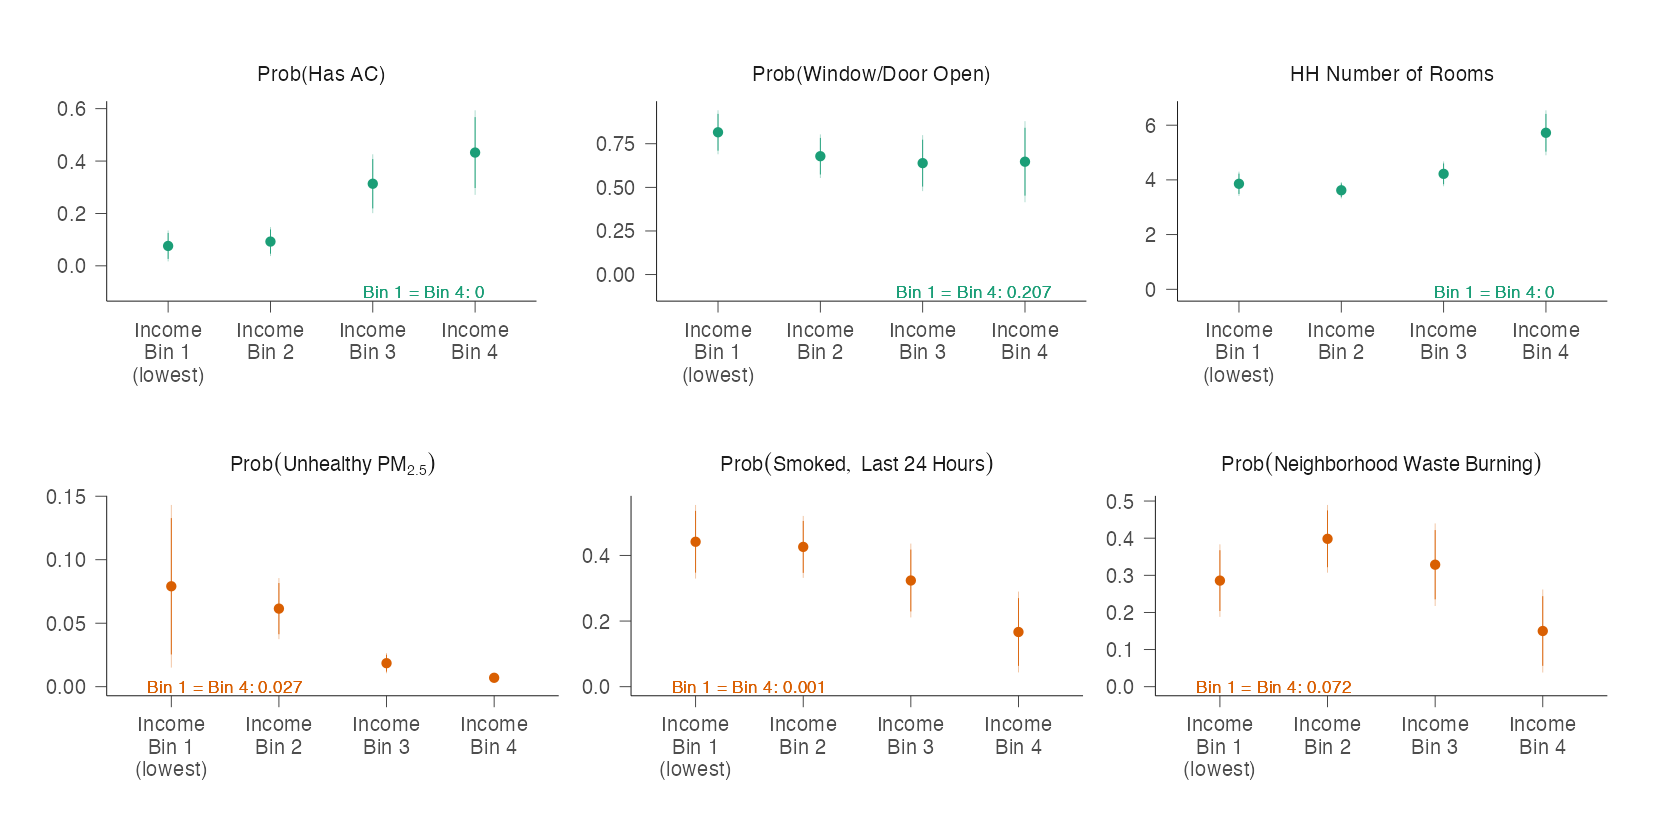 Prob(Has AC)
0.6
0.4
0.2
0.0
Bin 1 = Bin 4: 0
Income Bin 1 (lowest)
Income Bin 2
Income Bin 3
Income Bin 4
Prob(Window/Door Open)
0.75
0.50
0.25
0.00
Bin 1 = Bin 4: 0.207
Income Bin 1 (lowest)
Income Bin 2
Income Bin 3
Income Bin 4
HH Number of Rooms
6
4
2
0
Bin 1 = Bin 4: 0
Income Bin 1 (lowest)
Income Bin 2
Income Bin 3
Income Bin 4
Prob(Unhealthy PM2.5)
0.15
0.10
0.05
0.00
Bin 1 = Bin 4: 0.027
Income Bin 1 (lowest)
Income Bin 2
Income Bin 3
Income Bin 4
Prob(Smoked, Last 24 Hours)
0.4
0.2
0.0
Bin 1 = Bin 4: 0.001
Income Bin 1 (lowest)
Income Bin 2
Income Bin 3
Income Bin 4
Prob(Neighborhood Waste Burning)
0.5
0.4
0.3
0.2
0.1
0.0
Bin 1 = Bin 4: 0.072
Income Bin 1 (lowest)
Income Bin 2
Income Bin 3
Income Bin 4